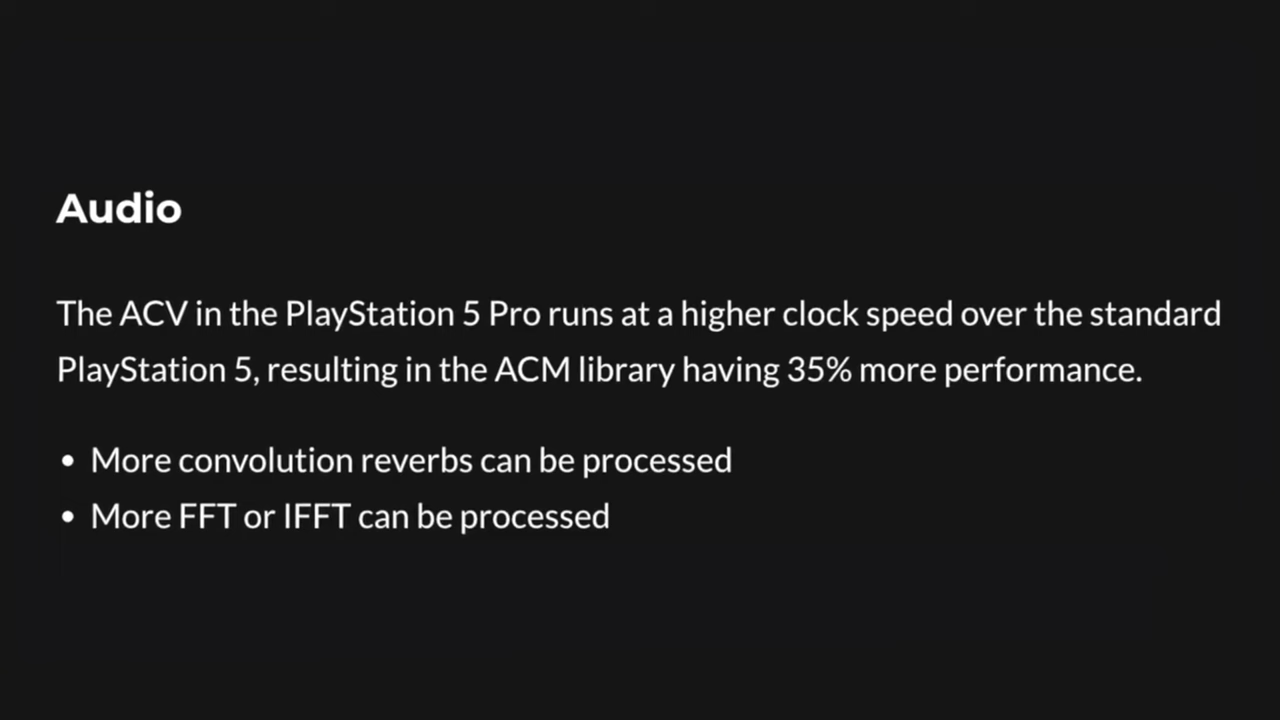 Audio
The ACV in the PlayStation 5 Pro runs at a higher clock speed over the standard
PlayStation 5, resulting in the ACM library having 35% more performance.
• More convolution reverbs can be processed
• More FFT or IFFT can be processed